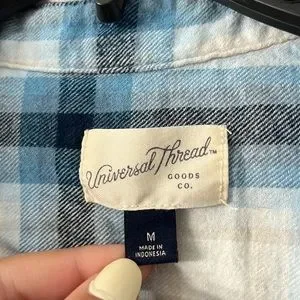 Universal Thread™
GOODS
CO.
M
MADE IN
INDONESIA